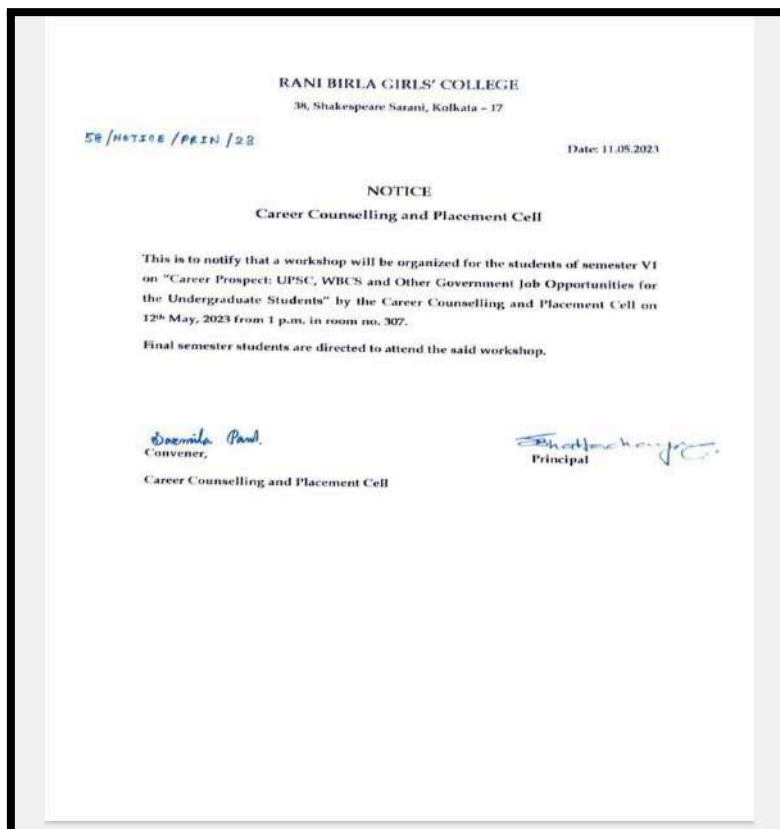 RANI BIRLA GIRLS' COLLEGE
38, Shakespeare Sarani, Kolkata – 17
58/NOTICE/PRIN/23
Date: 11.05.2023
NOTICE
Career Counselling and Placement Cell
This is to notify that a workshop will be organized for the students of semester VI
on "Career Prospect: UPSC, WBCS and Other Government Job Opportunities for
the Undergraduate Students" by the Career Counselling and Placement Cell on
12th May, 2023 from 1 p.m. in room no. 307.
Final semester students are directed to attend the said workshop.
Sarmila Paul.
Convener,
Principal
Career Counselling and Placement Cell